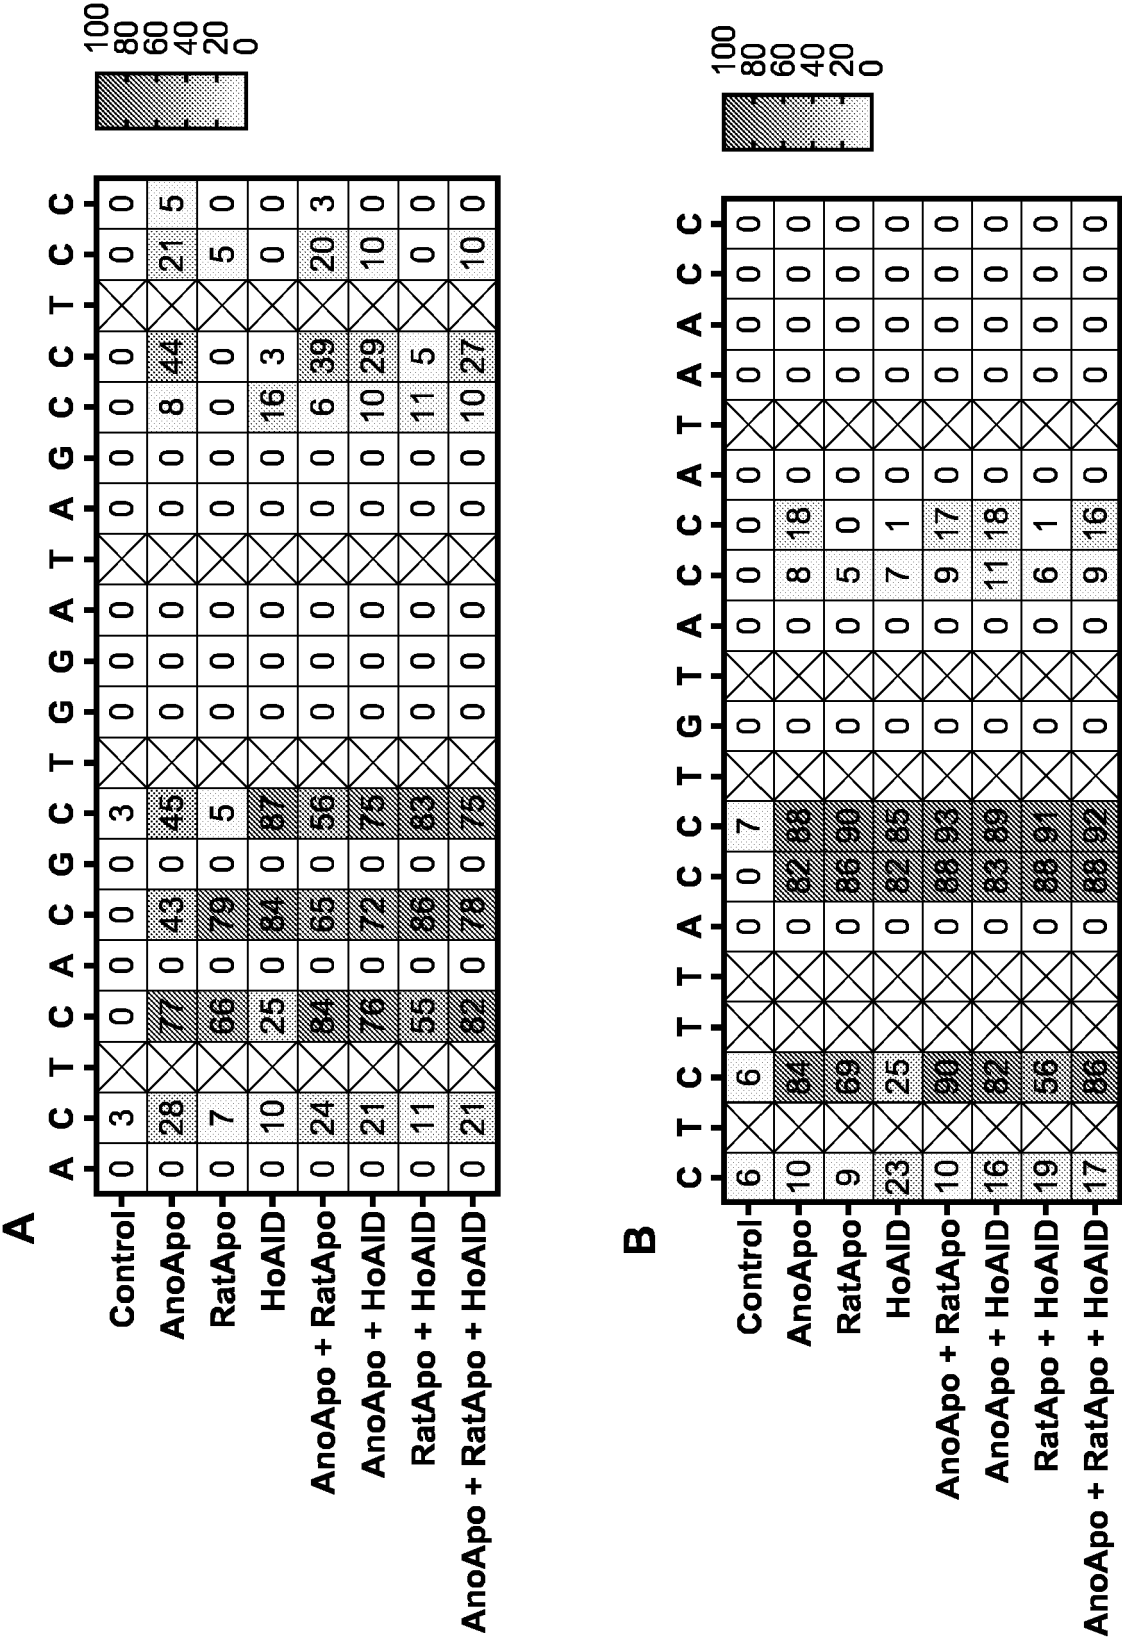 A
A C T C A C G C T G G A T A G C C T C C
Control 0 3 0 0 0 0 3 0 0 0 0 0 0 0 0 0
AnoApo 0 28 77 0 43 0 45 0 0 0 0 0 8 44 21 5
RatApo 0 7 66 0 79 0 5 0 0 0 0 0 0 0 5 0
HoAID 0 10 25 0 84 0 87 0 0 0 0 0 16 3 0 0
AnoApo + RatApo 0 24 84 0 65 0 56 0 0 0 0 0 6 39 20 3
AnoApo + HoAID 0 21 76 0 72 0 75 0 0 0 0 0 10 29 10 0
RatApo + HoAID 0 11 55 0 86 0 83 0 0 0 0 0 11 5 0 0
AnoApo + RatApo + HoAID 0 21 82 0 78 0 75 0 0 0 0 0 10 27 10 0
100
80
60
40
20
0
B
C T C T T A C C T G T A C C A T A A C C
Control 6 6 0 0 7 0 0 0 0 0 0 0 0 0
AnoApo 10 84 0 82 88 0 0 8 18 0 0 0 0 0
RatApo 9 69 0 86 90 0 0 5 0 0 0 0 0 0
HoAID 23 25 0 82 85 0 0 7 1 0 0 0 0 0
AnoApo + RatApo 10 90 0 88 93 0 0 9 17 0 0 0 0 0
AnoApo + HoAID 16 82 0 83 89 0 0 11 18 0 0 0 0 0
RatApo + HoAID 19 56 0 88 91 0 0 6 1 0 0 0 0 0
AnoApo + RatApo + HoAID 17 86 0 88 92 0 0 9 16 0 0 0 0 0
100
80
60
40
20
0